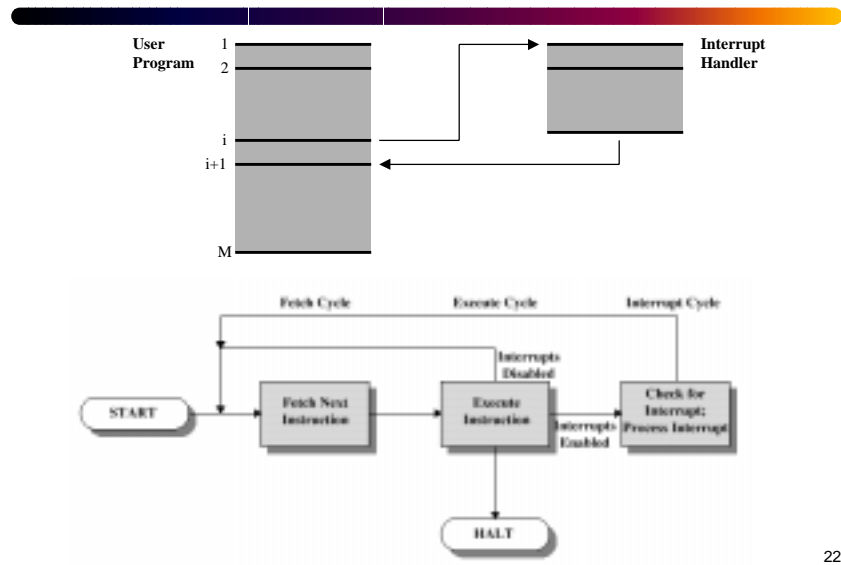 User
Program
1
2
i
i+1
M
Interrupt
Handler
Fetch Cycle
Execute Cycle
Interrupt Cycle
Interrupts
Disabled
START
Fetch Next
Instruction
Execute
Instruction
Interrupts
Enabled
Check for
Interrupt;
Process Interrupt
HALT
22